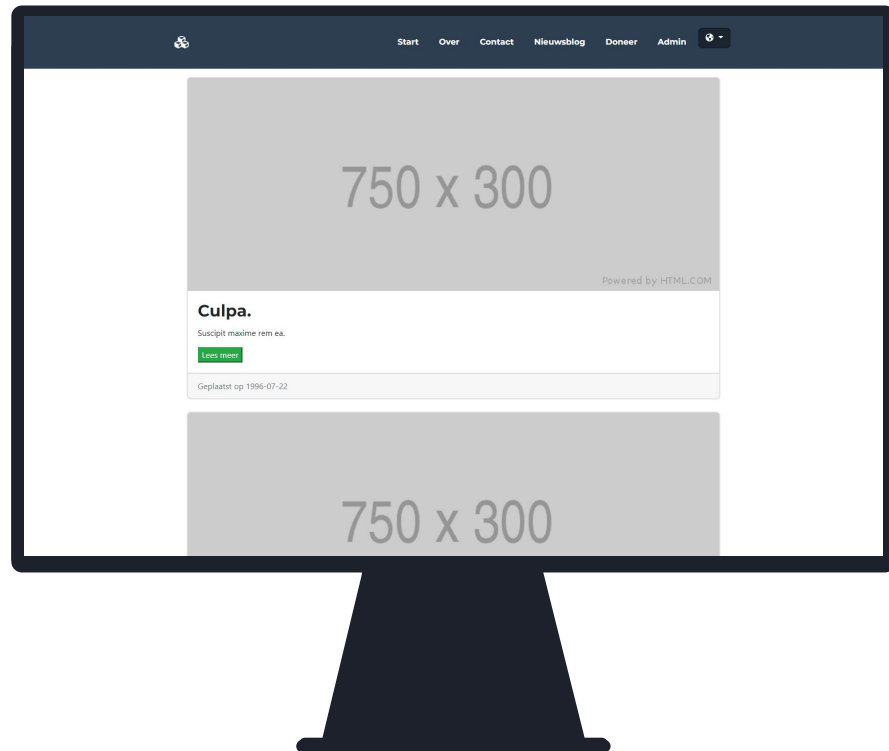 Start Over Contact Nieuwsblog Doneer Admin
750 x 300
Powered by HTML.COM
Culpa.
Suscipit maxime rem ea.
Lees meer
Geplaatst op 1996-07-22
750 x 300